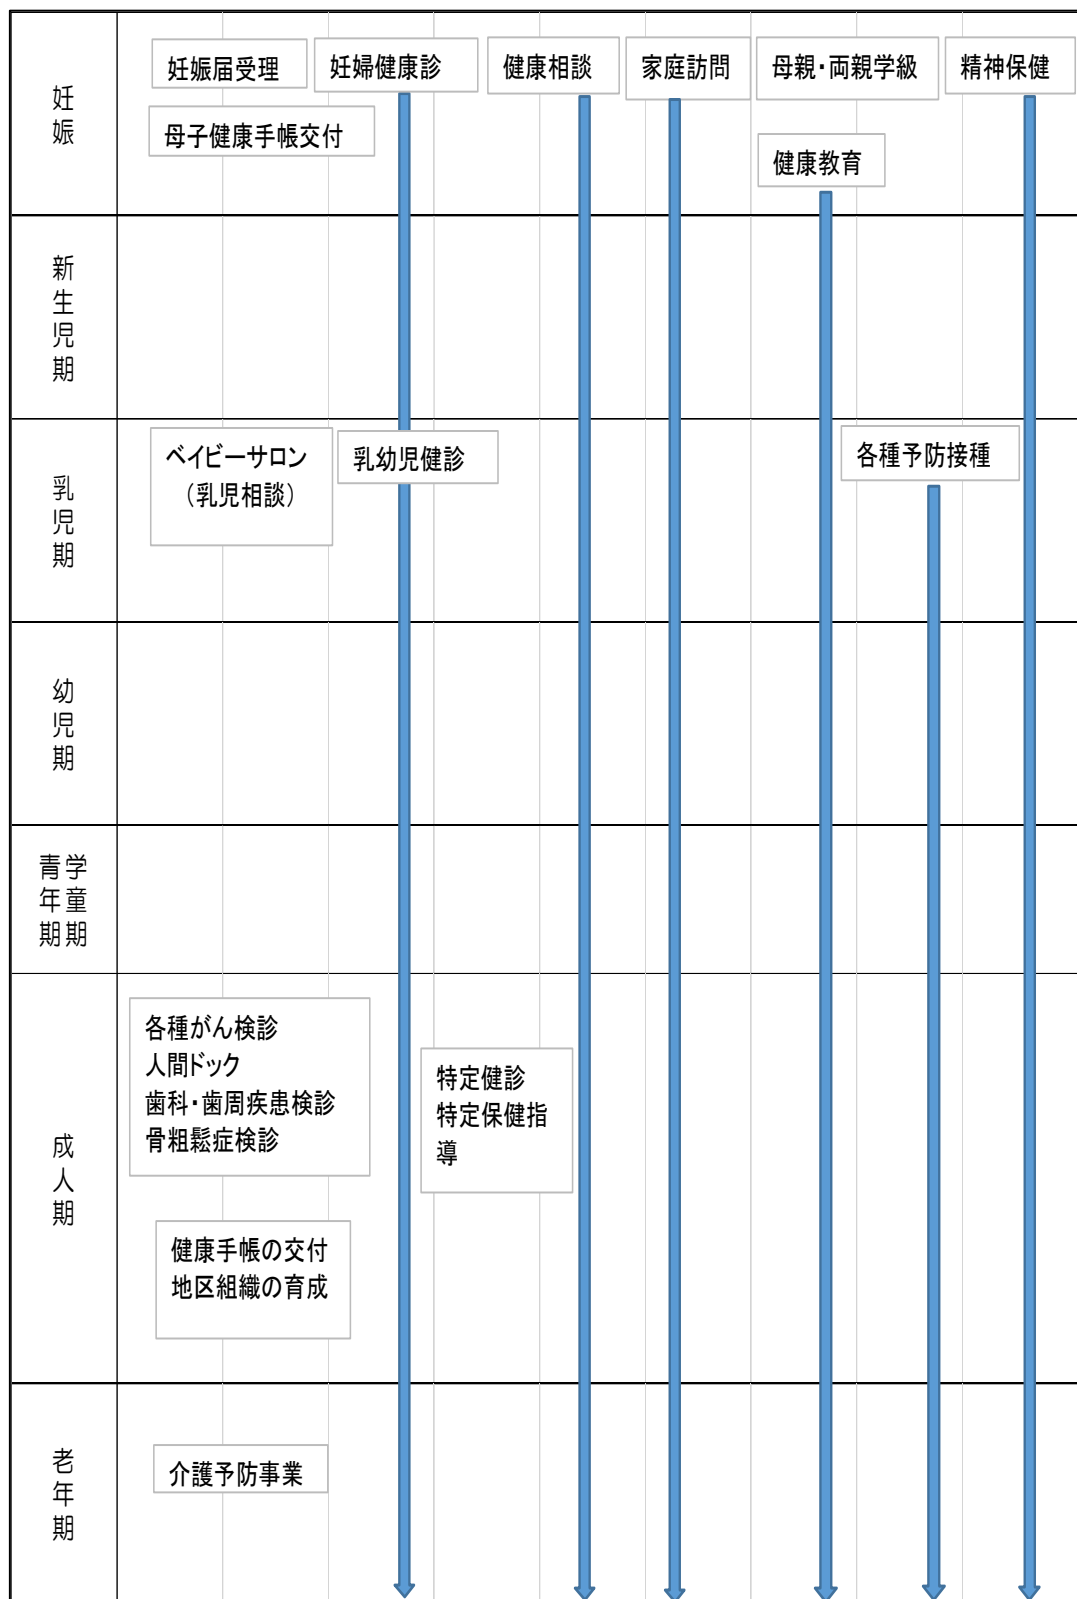 妊娠
妊娠届受理
妊婦健康診
健康相談
家庭訪問
母親・両親学級
精神保健
母子健康手帳交付
健康教育
新生児期
乳児期
ベイビーサロン
（乳児相談）
乳幼児健診
各種予防接種
幼児期
学童期
青年期
成人期
各種がん検診
人間ドック
歯科・歯周疾患検診
骨粗鬆症検診
特定健診
特定保健指
導
健康手帳の交付
地区組織の育成
老年期
介護予防事業